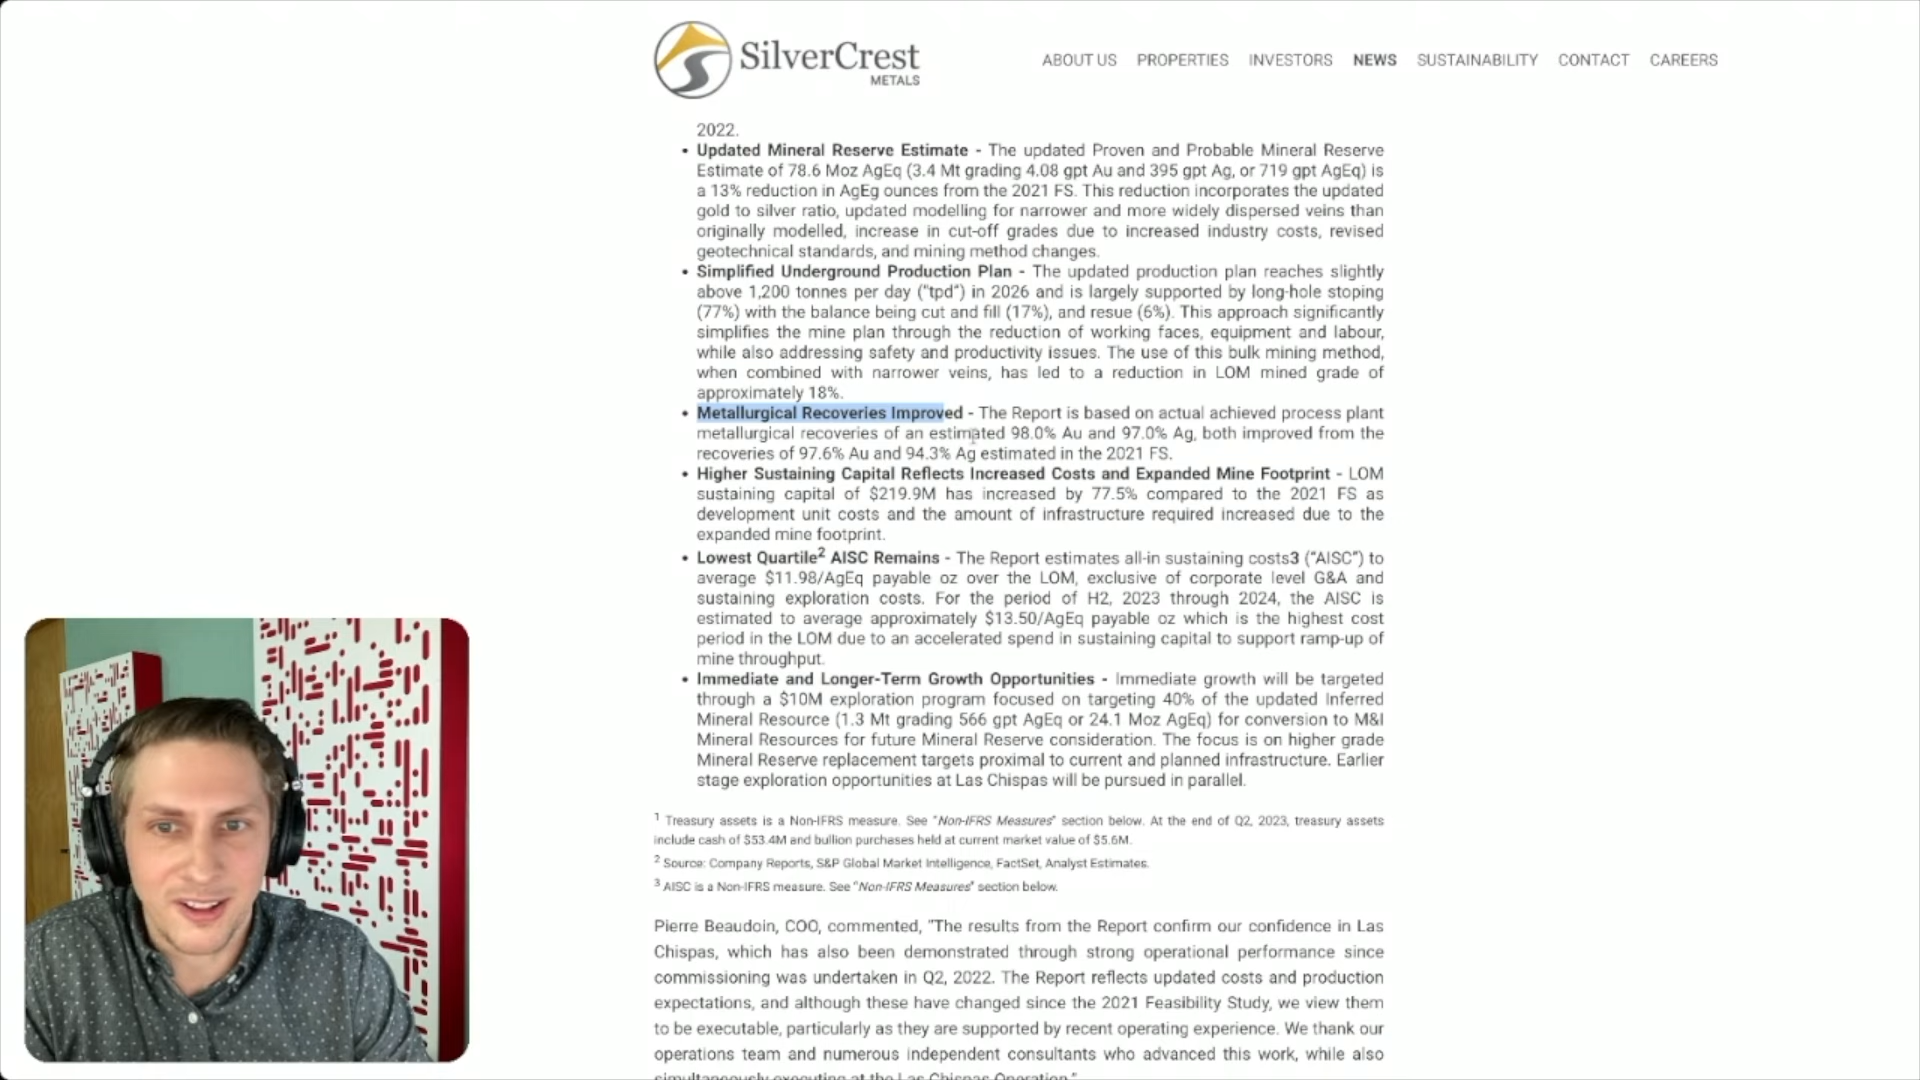 SilverCrest
METALS
ABOUT US PROPERTIES INVESTORS NEWS SUSTAINABILITY CONTACT CAREERS
2022.
• Updated Mineral Reserve Estimate - The updated Proven and Probable Mineral Reserve
Estimate of 78.6 Moz AgEq (3.4 Mt grading 4.08 gpt Au and 395 gpt Ag, or 719 gpt AgEq) is
a 13% reduction in AgEg ounces from the 2021 FS. This reduction incorporates the updated
gold to silver ratio, updated modelling for narrower and more widely dispersed veins than
originally modelled, increase in cut-off grades due to increased industry costs, revised
geotechnical standards, and mining method changes.
• Simplified Underground Production Plan - The updated production plan reaches slightly
above 1,200 tonnes per day ("tpd") in 2026 and is largely supported by long-hole stoping
(77%) with the balance being cut and fill (17%), and resue (6%). This approach significantly
simplifies the mine plan through the reduction of working faces, equipment and labour,
while also addressing safety and productivity issues. The use of this bulk mining method,
when combined with narrower veins, has led to a reduction in LOM mined grade of
approximately 18%.
• Metallurgical Recoveries Improved - The Report is based on actual achieved process plant
metallurgical recoveries of an estimated 98.0% Au and 97.0% Ag, both improved from the
recoveries of 97.6% Au and 94.3% Ag estimated in the 2021 FS.
• Higher Sustaining Capital Reflects Increased Costs and Expanded Mine Footprint - LOM
sustaining capital of $219.9M has increased by 77.5% compared to the 2021 FS as
development unit costs and the amount of infrastructure required increased due to the
expanded mine footprint.
• Lowest Quartile2 AISC Remains - The Report estimates all-in sustaining costs3 ("AISC") to
average $11.98/AgEq payable oz over the LOM, exclusive of corporate level G&A and
sustaining exploration costs. For the period of H2, 2023 through 2024, the AISC is
estimated to average approximately $13.50/AgEq payable oz which is the highest cost
period in the LOM due to an accelerated spend in sustaining capital to support ramp-up of
mine throughput.
• Immediate and Longer-Term Growth Opportunities - Immediate growth will be targeted
through a $10M exploration program focused on targeting 40% of the updated Inferred
Mineral Resource (1.3 Mt grading 566 gpt AgEq or 24.1 Moz AgEq) for conversion to M&I
Mineral Resources for future Mineral Reserve consideration. The focus is on higher grade
Mineral Reserve replacement targets proximal to current and planned infrastructure. Earlier
stage exploration opportunities at Las Chispas will be pursued in parallel.
1 Treasury assets is a Non-IFRS measure. See "Non-IFRS Measures" section below. At the end of Q2, 2023, treasury assets
include cash of $53.4M and bullion purchases held at current market value of $5.6M.
2 Source: Company Reports, S&P Global Market Intelligence, FactSet, Analyst Estimates.
3 AISC is a Non-IFRS measure. See "Non-IFRS Measures" section below.
Pierre Beaudoin, COO, commented, "The results from the Report confirm our confidence in Las
Chispas, which has also been demonstrated through strong operational performance since
commissioning was undertaken in Q2, 2022. The Report reflects updated costs and production
expectations, and although these have changed since the 2021 Feasibility Study, we view them
to be executable, particularly as they are supported by recent operating experience. We thank our
operations team and numerous independent consultants who advanced this work, while also
simultaneously executing at the Las Chispas Operation."